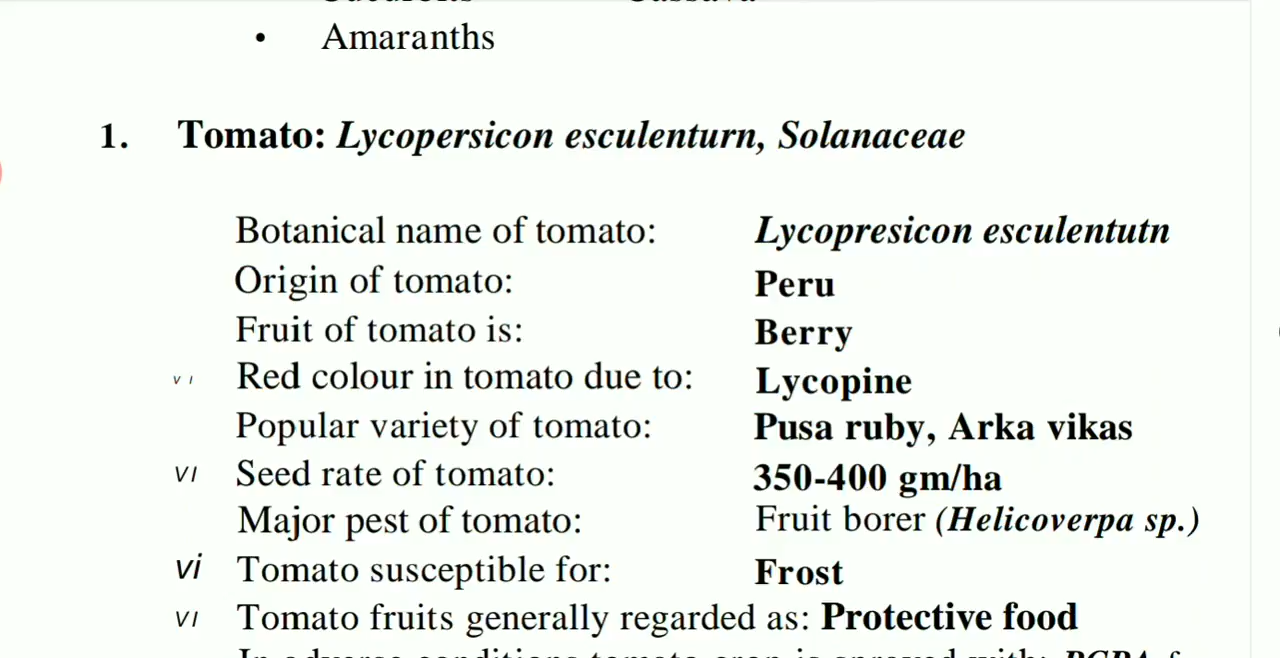 • Amaranths
1. Tomato: Lycopersicon esculenturn, Solanaceae
Botanical name of tomato: Lycopresicon esculentutn
Origin of tomato: Peru
Fruit of tomato is: Berry
v I Red colour in tomato due to: Lycopine
Popular variety of tomato: Pusa ruby, Arka vikas
VI Seed rate of tomato: 350-400 gm/ha
Major pest of tomato: Fruit borer (Helicoverpa sp.)
vi Tomato susceptible for: Frost
VI Tomato fruits generally regarded as: Protective food